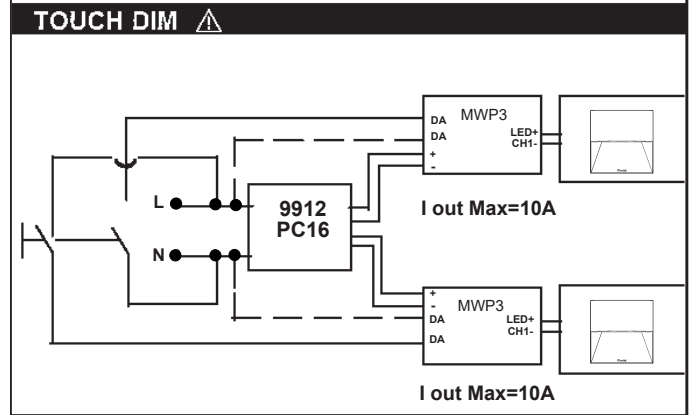 TOUCH DIM
MWP3
DA
DA
+
-
LED+
CH1-
I out Max=10A
L
N
9912
PC16
MWP3
+
-
DA
DA
LED+
CH1-
I out Max=10A